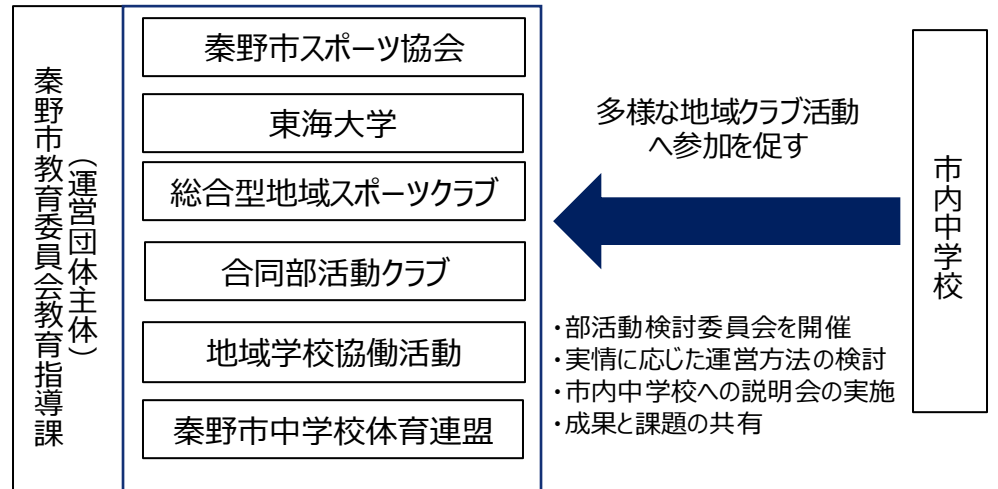 秦野市教育委員会教育指導課
（運営団体主体）
秦野市スポーツ協会
東海大学
総合型地域スポーツクラブ
合同部活動クラブ
地域学校協働活動
秦野市中学校体育連盟
多様な地域クラブ活動
へ参加を促す
・部活動検討委員会を開催
・実情に応じた運営方法の検討
・市内中学校への説明会の実施
・成果と課題の共有
市内中学校